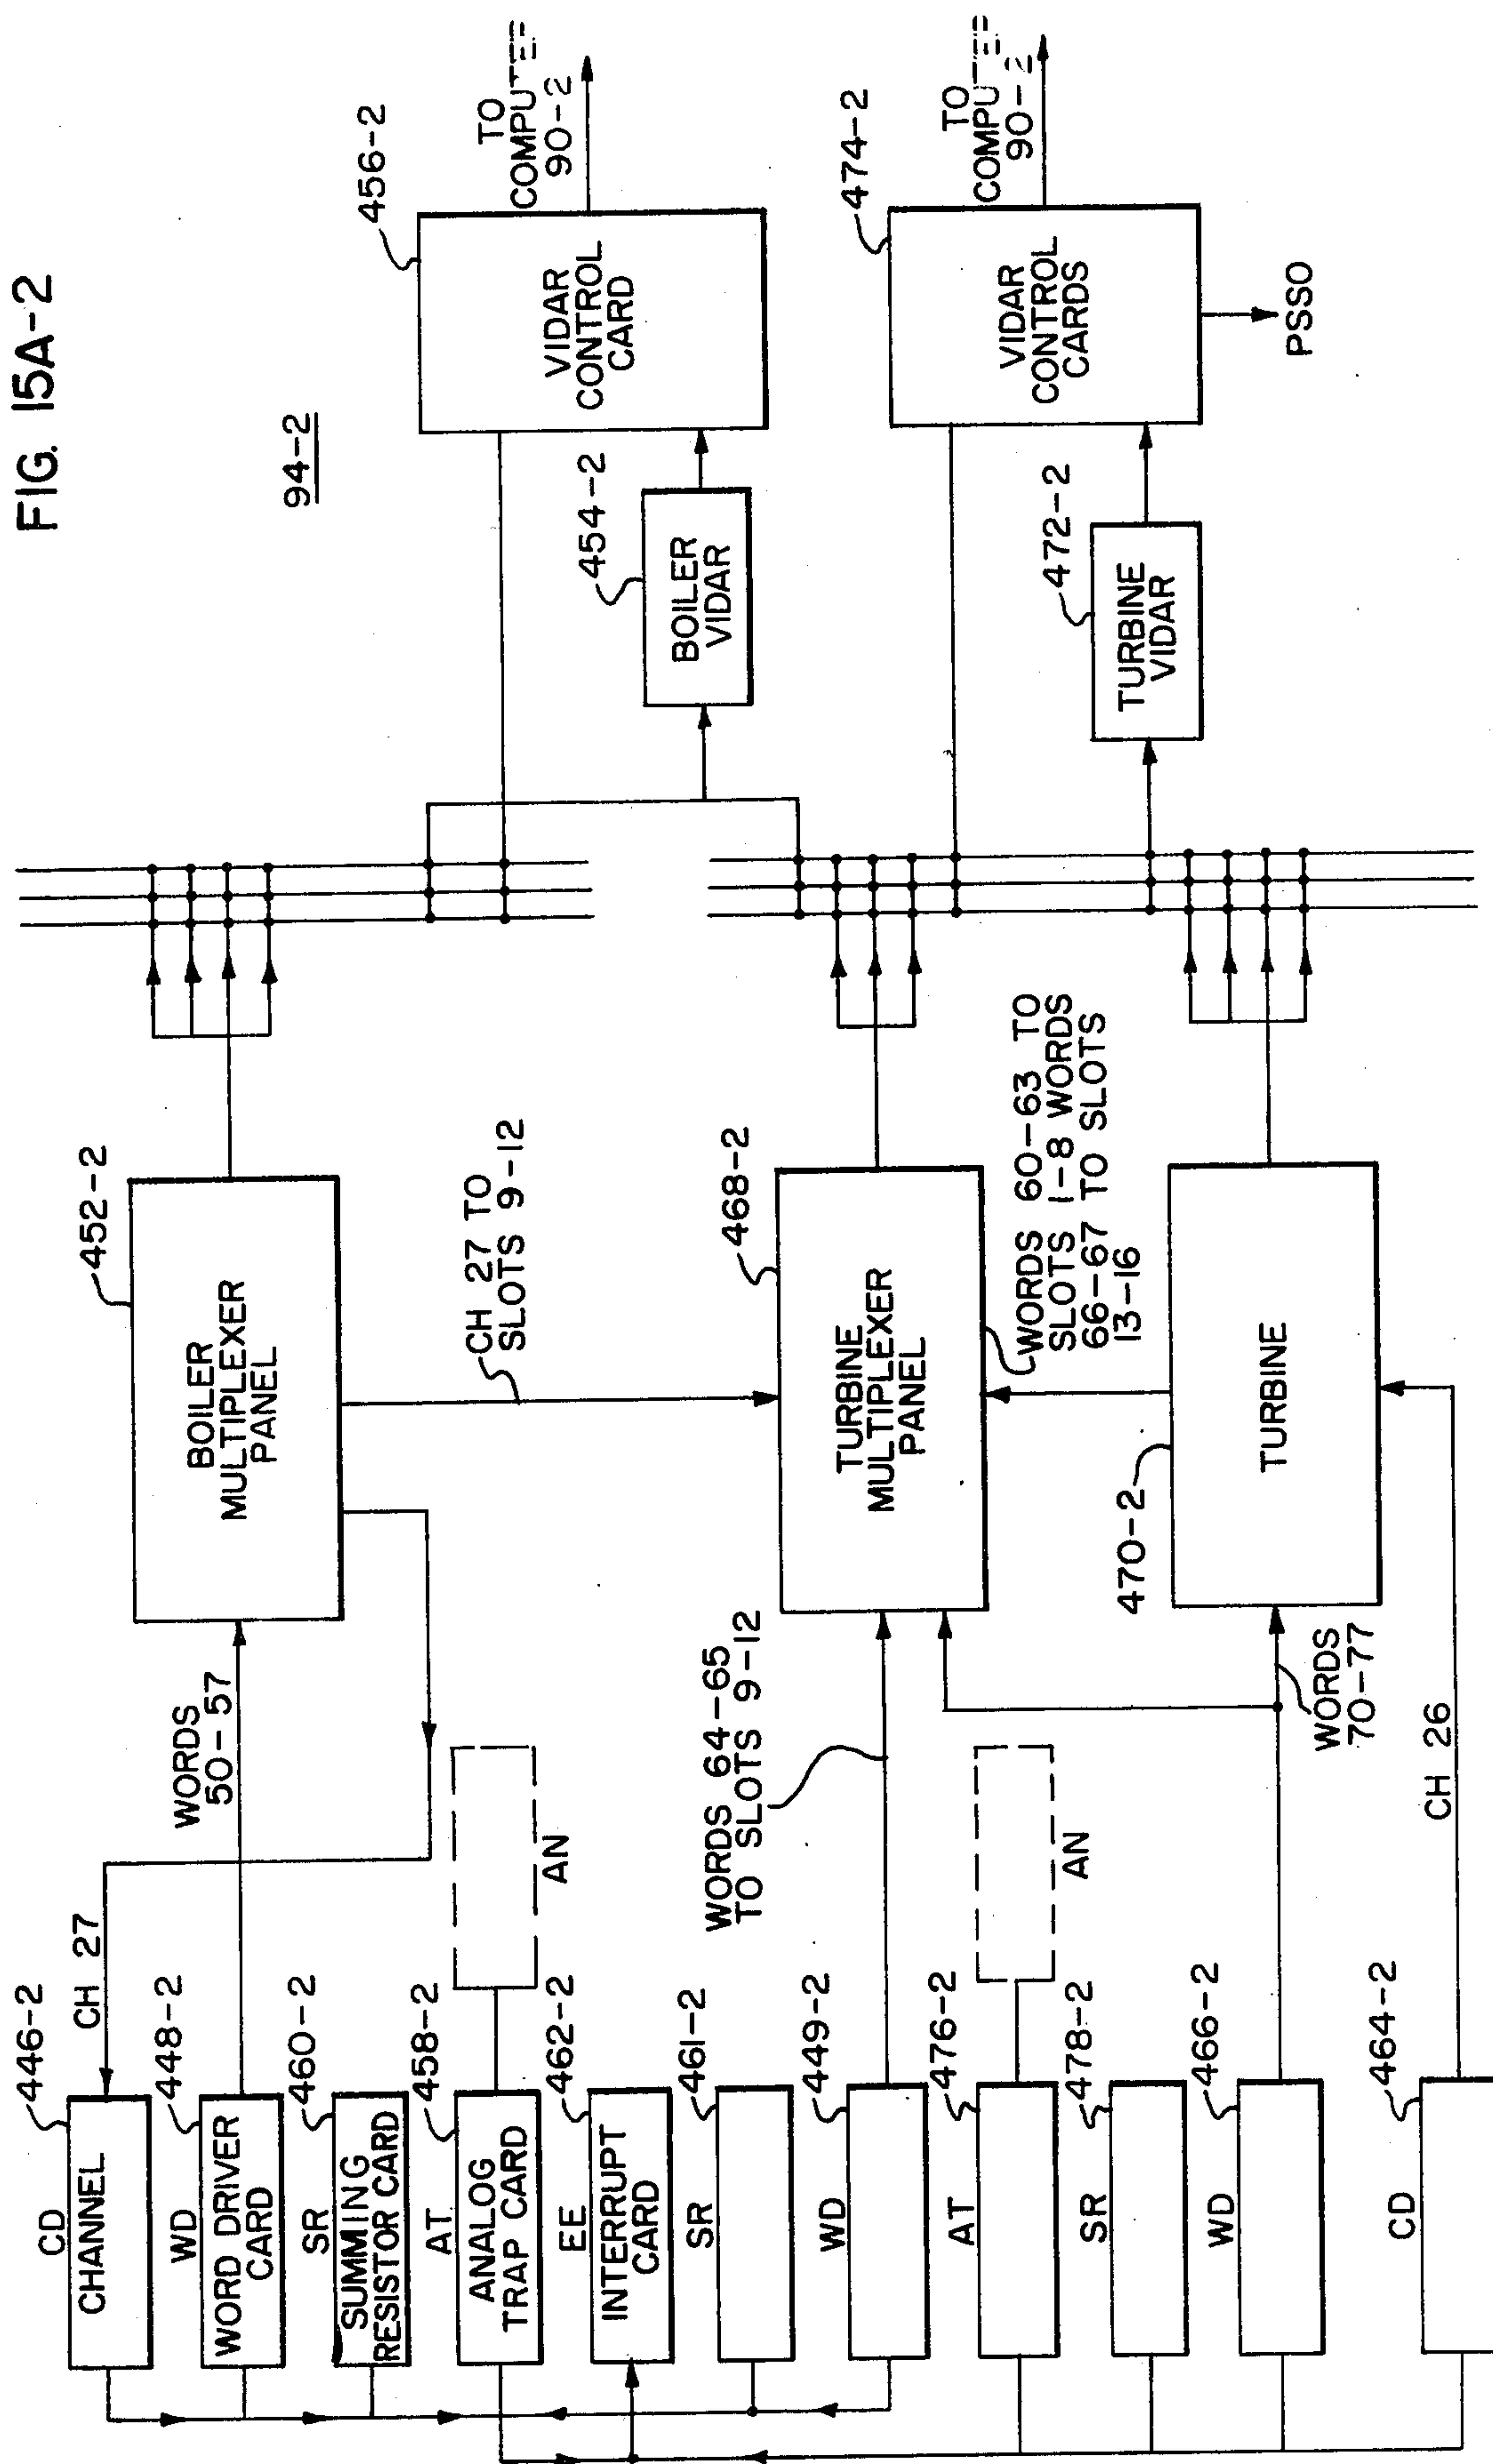 FIG. 15A-2
94-2
CD
CHANNEL
446-2
CH 27
WD
WORD DRIVER
CARD
448-2
WORDS
50-57
SR
SUMMING
RESISTOR CARD
460-2
AT
ANALOG
TRAP CARD
458-2
AN
EE
INTERRUPT
CARD
462-2
SR
461-2
WD
449-2
WORDS 64-65
TO SLOTS 9-12
AT
476-2
AN
SR
478-2
WD
466-2
WORDS
70-77
CD
464-2
CH 26
BOILER
MULTIPLEXER
PANEL
452-2
CH 27 TO
SLOTS 9-12
TURBINE
MULTIPLEXER
PANEL
468-2
WORDS 60-63 TO
SLOTS 1-8 WORDS
66-67 TO SLOTS
13-16
TURBINE
470-2
BOILER
VIDAR
454-2
VIDAR
CONTROL
CARD
456-2
TO
COMPUTER
90-2
TURBINE
VIDAR
472-2
VIDAR
CONTROL
CARDS
474-2
TO
COMPUTER
90-2
PSSO